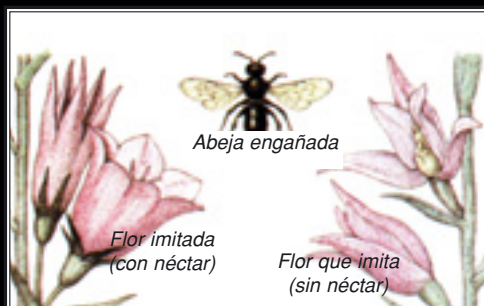 Abeja engañada
Flor imitada
(con néctar)
Flor que imita
(sin néctar)